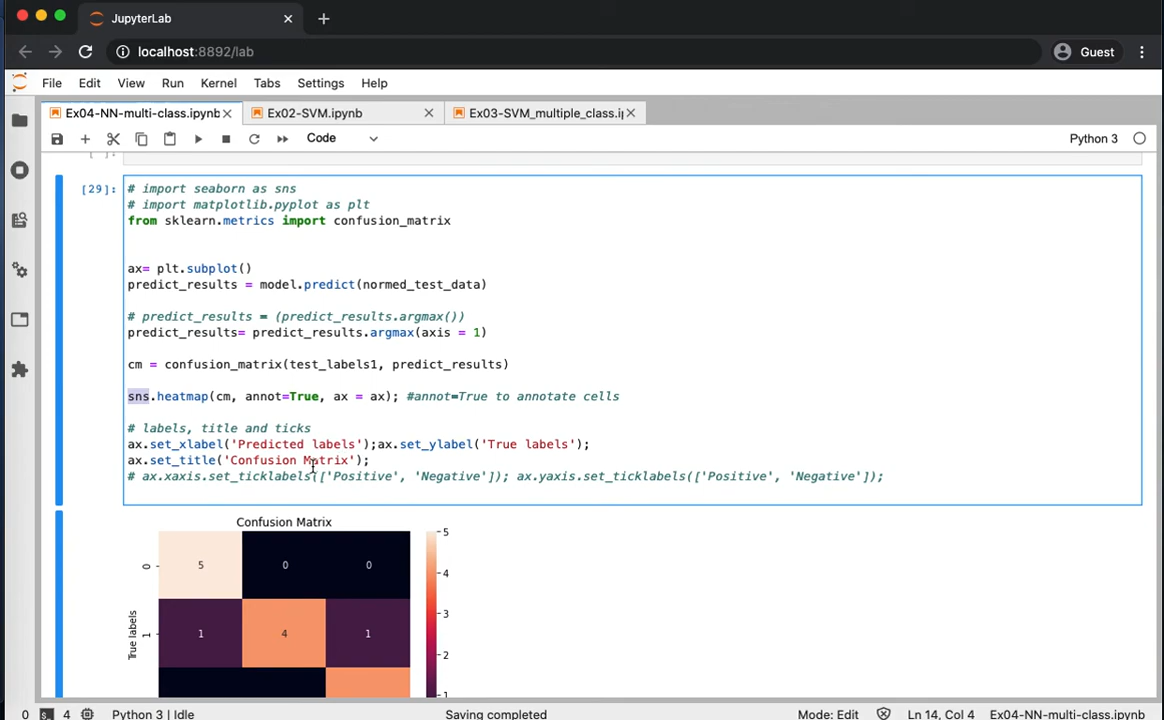 JupyterLab
localhost:8892/lab
Guest
File Edit View Run Kernel Tabs Settings Help
Ex04-NN-multi-class.ipynb Ex02-SVM.ipynb Ex03-SVM_multiple_class.i
Code Python 3
[ ]:
[29]: # import seaborn as sns
# import matplotlib.pyplot as plt
from sklearn.metrics import confusion_matrix
ax= plt.subplot()
predict_results = model.predict(normed_test_data)
# predict_results = (predict_results.argmax())
predict_results= predict_results.argmax(axis = 1)
cm = confusion_matrix(test_labels1, predict_results)
sns.heatmap(cm, annot=True, ax = ax); #annot=True to annotate cells
# labels, title and ticks
ax.set_xlabel('Predicted labels');ax.set_ylabel('True labels');
ax.set_title('Confusion Matrix');
# ax.xaxis.set_ticklabels(['Positive', 'Negative']); ax.yaxis.set_ticklabels(['Positive', 'Negative']);
Confusion Matrix
5
0 5 0 0
4
3
True labels
1 1 4 1
2
1
0 4 Python 3 | Idle Saving completed Mode: Edit Ln 14, Col 4 Ex04-NN-multi-class.ipynb